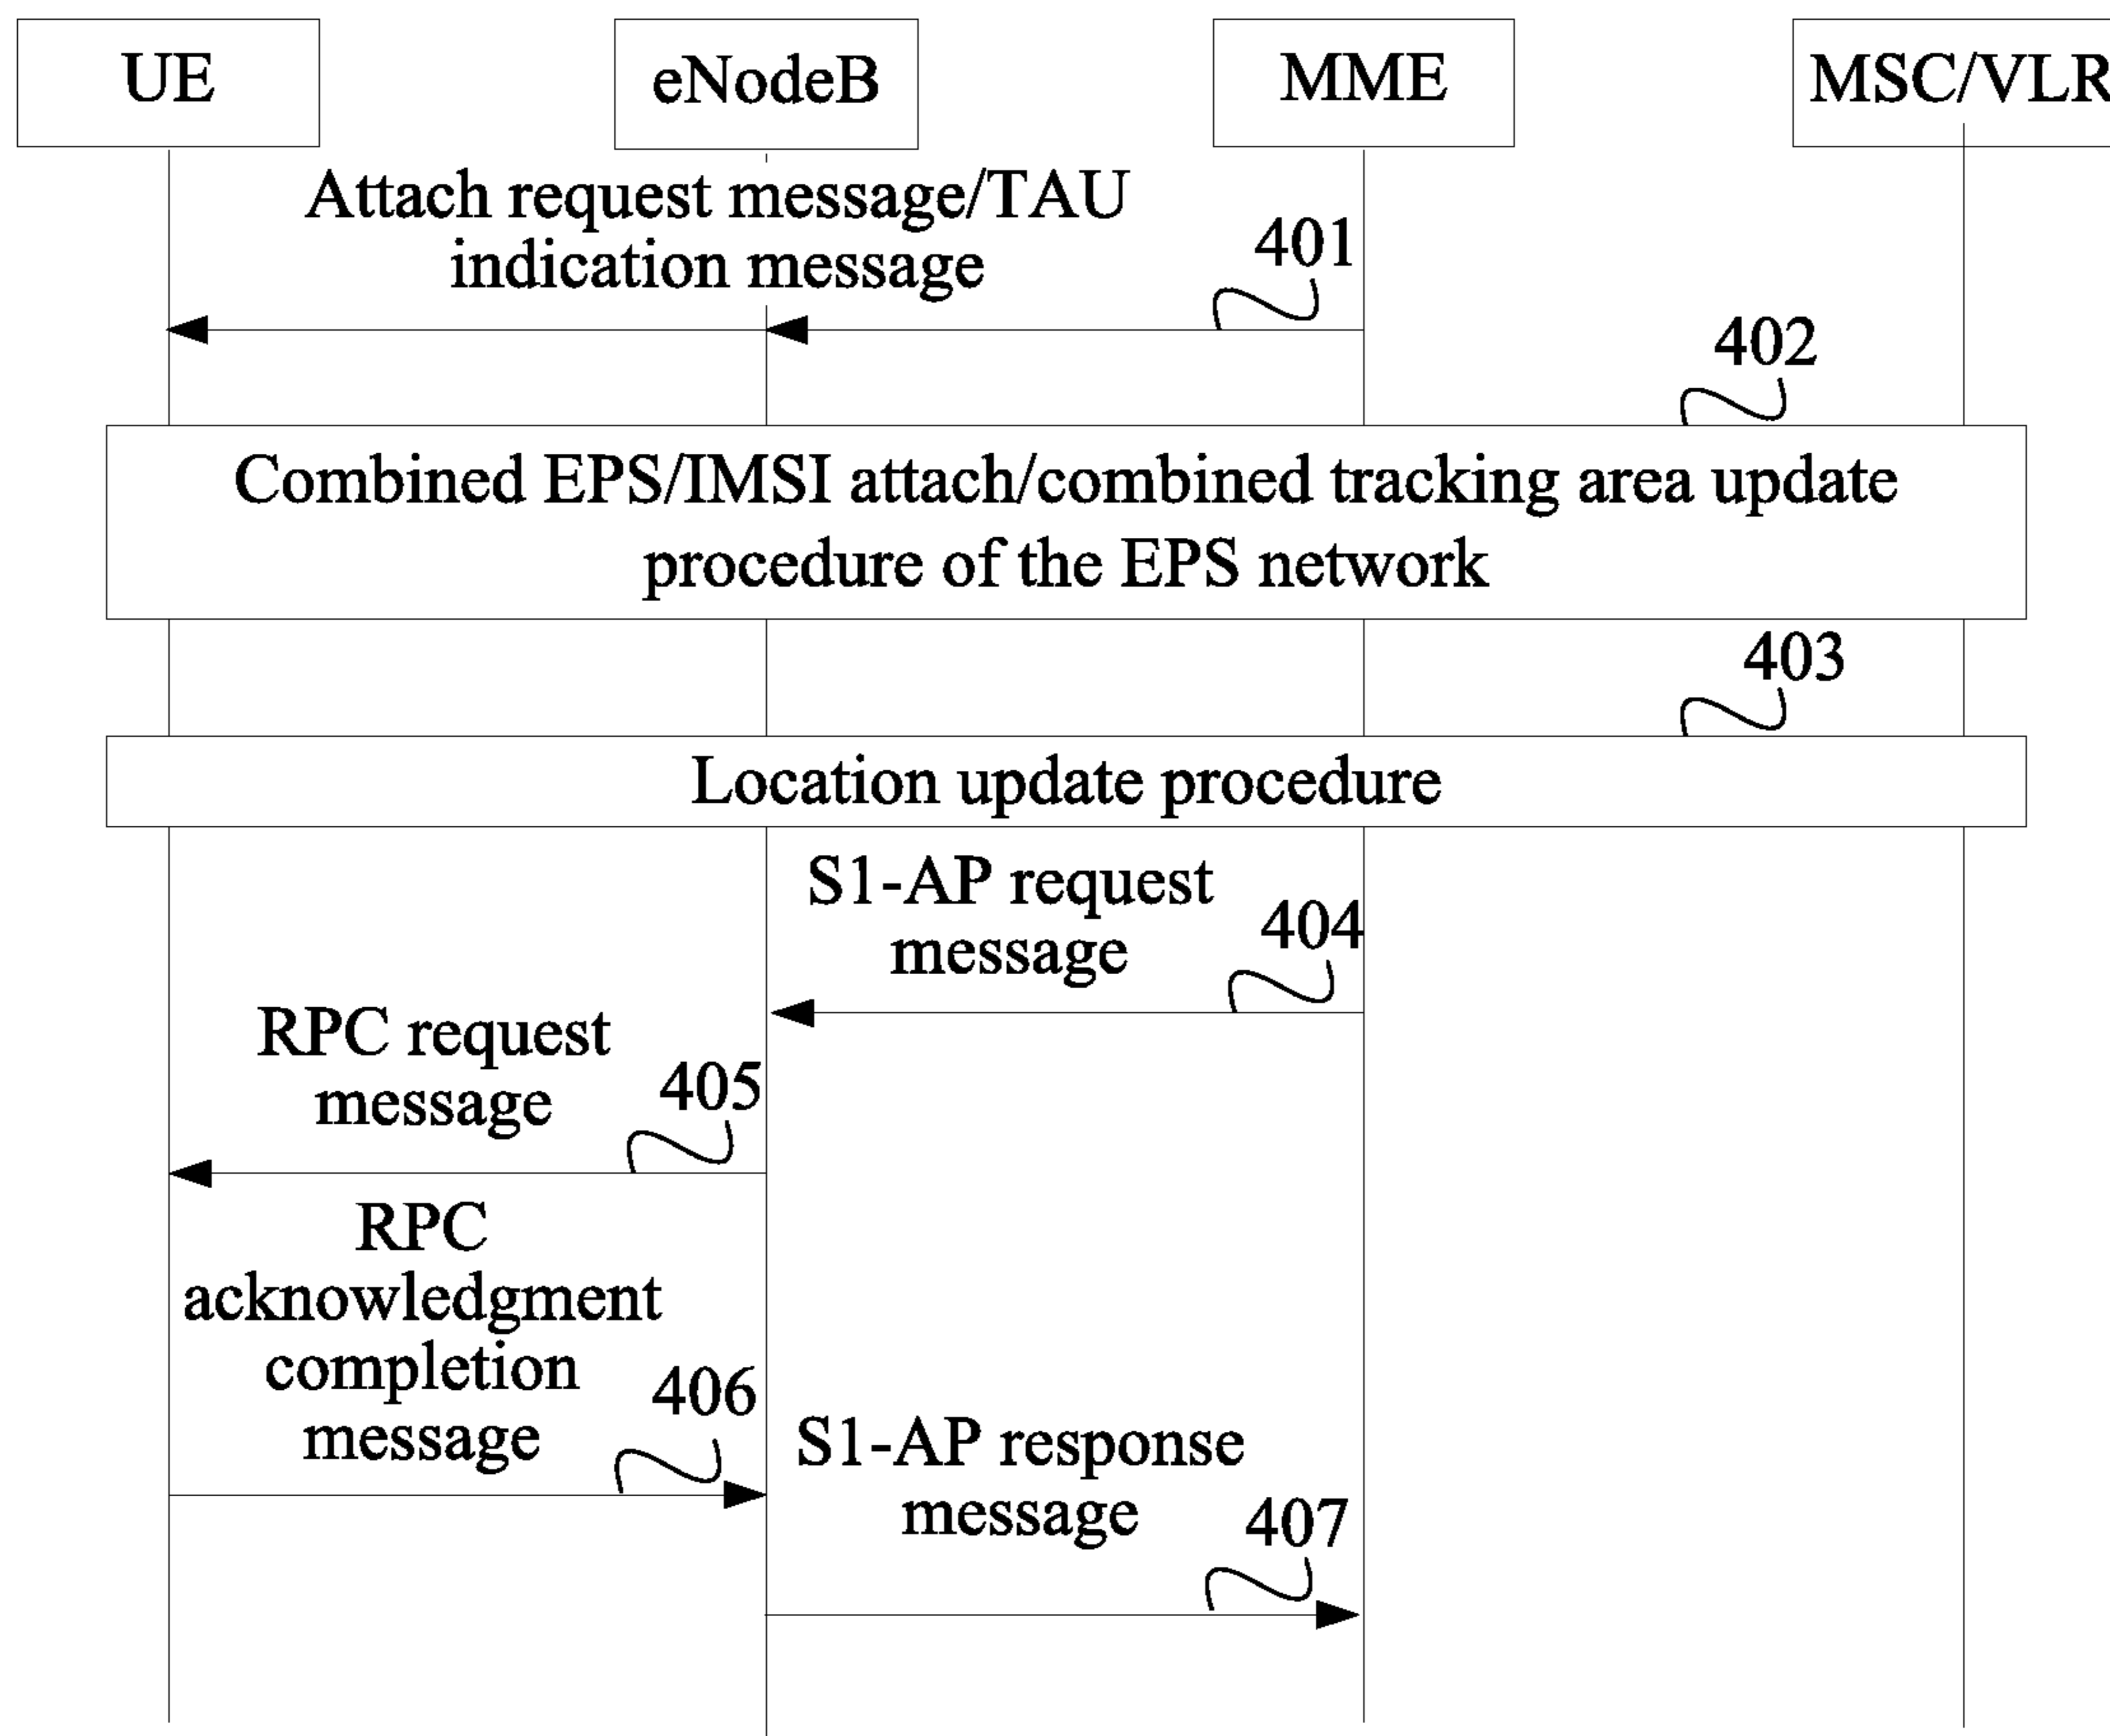 UE
eNodeB
MME
MSC/VLR
Attach request message/TAU
indication message
401
402
Combined EPS/IMSI attach/combined tracking area update
procedure of the EPS network
403
Location update procedure
S1-AP request
message
404
RPC request
message
405
RPC
acknowledgment
completion
message
406
S1-AP response
message
407